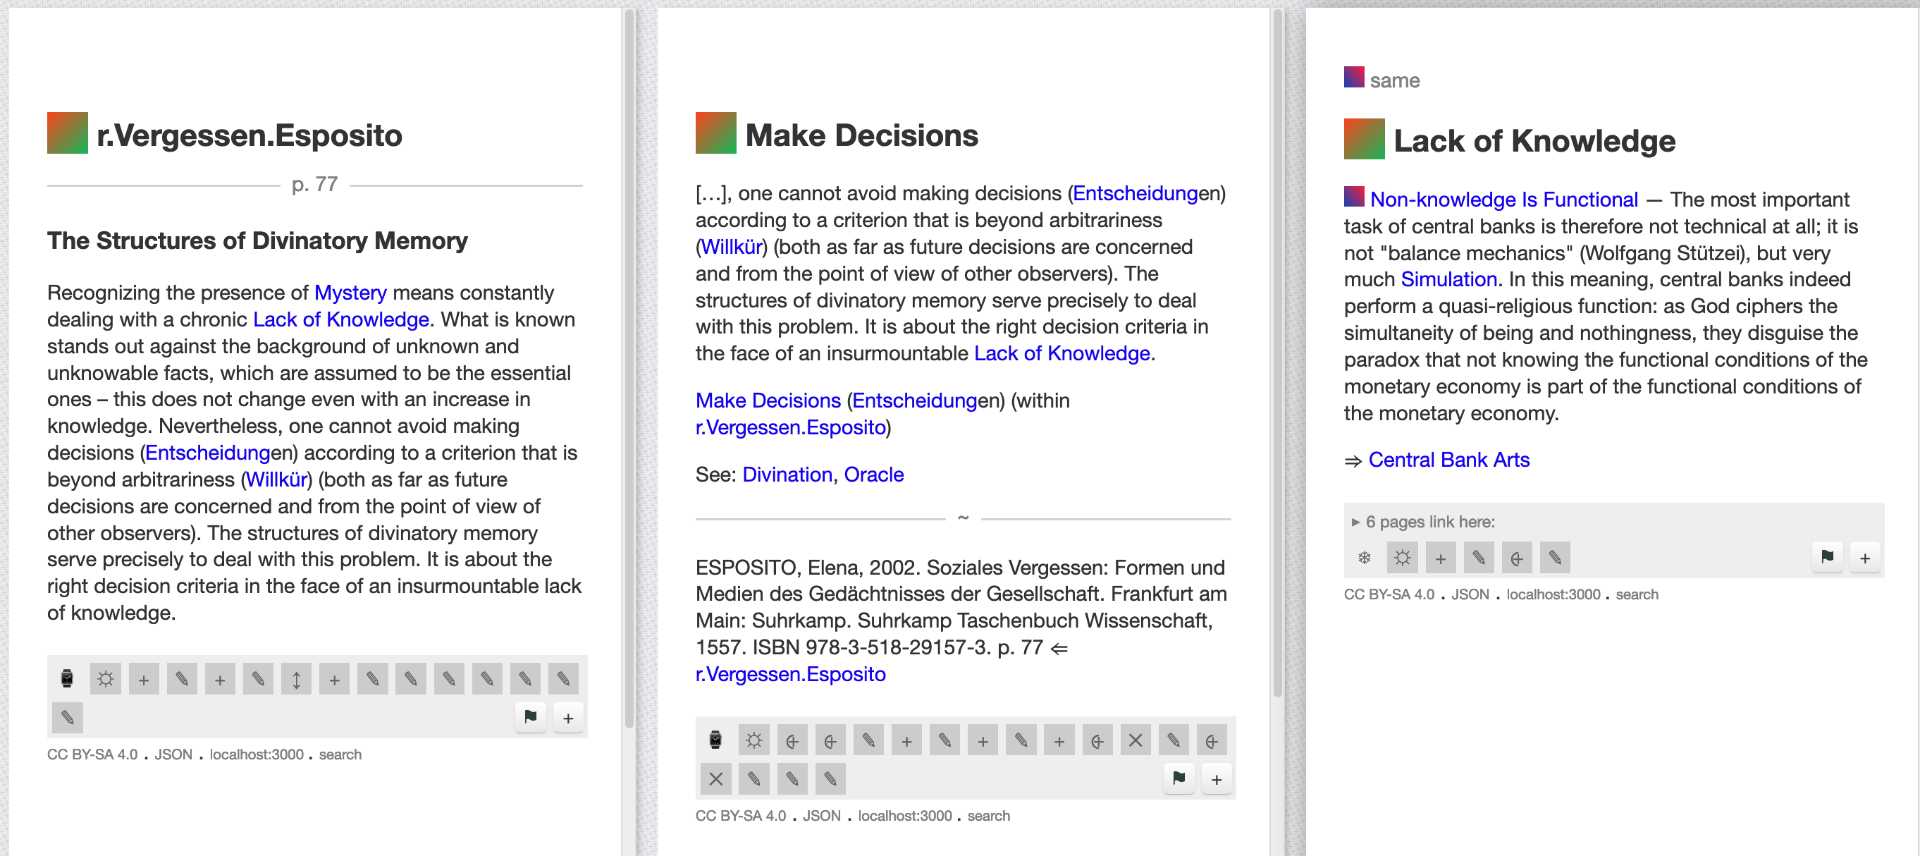 r.Vergessen.Esposito
p. 77
The Structures of Divinatory Memory
Recognizing the presence of Mystery means constantly
dealing with a chronic Lack of Knowledge. What is known
stands out against the background of unknown and
unknowable facts, which are assumed to be the essential
ones – this does not change even with an increase in
knowledge. Nevertheless, one cannot avoid making
decisions (Entscheidungen) according to a criterion that is
beyond arbitrariness (Willkür) (both as far as future
decisions are concerned and from the point of view of
other observers). The structures of divinatory memory
serve precisely to deal with this problem. It is about the
right decision criteria in the face of an insurmountable lack
of knowledge.
CC BY-SA 4.0 . JSON . localhost:3000 . search
Make Decisions
[…], one cannot avoid making decisions (Entscheidungen)
according to a criterion that is beyond arbitrariness
(Willkür) (both as far as future decisions are concerned
and from the point of view of other observers). The
structures of divinatory memory serve precisely to deal
with this problem. It is about the right decision criteria in
the face of an insurmountable Lack of Knowledge.
Make Decisions (Entscheidungen) (within
r.Vergessen.Esposito)
See: Divination, Oracle
~
ESPOSITO, Elena, 2002. Soziales Vergessen: Formen und
Medien des Gedächtnisses der Gesellschaft. Frankfurt am
Main: Suhrkamp. Suhrkamp Taschenbuch Wissenschaft,
1557. ISBN 978-3-518-29157-3. p. 77 ⇐
r.Vergessen.Esposito
CC BY-SA 4.0 . JSON . localhost:3000 . search
same
Lack of Knowledge
Non-knowledge Is Functional — The most important
task of central banks is therefore not technical at all; it is
not "balance mechanics" (Wolfgang Stützei), but very
much Simulation. In this meaning, central banks indeed
perform a quasi-religious function: as God ciphers the
simultaneity of being and nothingness, they disguise the
paradox that not knowing the functional conditions of the
monetary economy is part of the functional conditions of
the monetary economy.
⇒ Central Bank Arts
▸ 6 pages link here:
CC BY-SA 4.0 . JSON . localhost:3000 . search